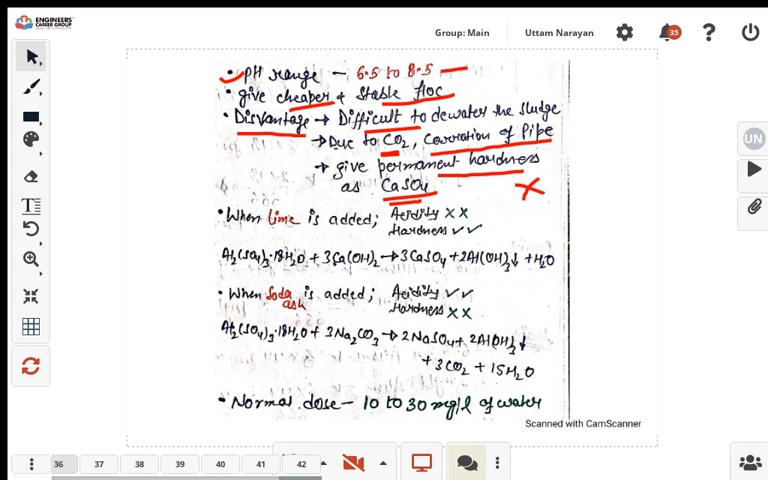 ENGINEERS
CAREER GROUP
Group: Main
Uttam Narayan
35
UN
• PH range – 6.5 to 8.5
• give cheaper & stable floc
• Disvantage → Difficult to dewater the sludge
→ Due to CO2, Corrosion of Pipe
→ give permanent hardness
as CaSO4
• When lime is added; Acidity ✗✗
Hardness ✓✓
Al2(SO4)3·18H2O + 3Ca(OH)2 → 3CaSO4 + 2Al(OH)3↓ + H2O
• When Soda ash is added; Acidity ✓✓
Hardness ✗✗
Al2(SO4)3·18H2O + 3Na2CO3 → 2NaSO4 + 2Al(OH)3↓
+ 3CO2 + 15H2O
• Normal dose – 10 to 30 mg/l of water
Scanned with CamScanner
36 37 38 39 40 41 42